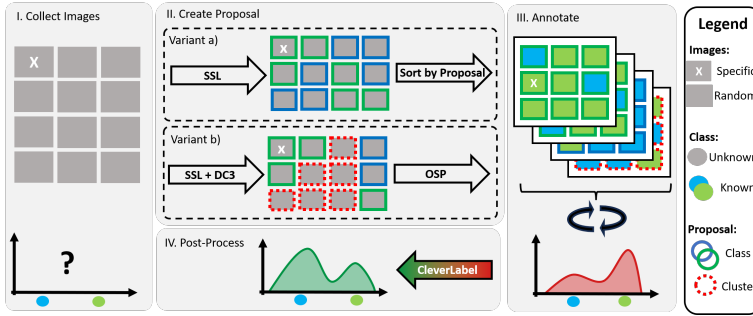 I. Collect Images
X
?
II. Create Proposal
Variant a)
SSL
X
Sort by Proposal
Variant b)
SSL + DC3
X
OSP
IV. Post-Process
CleverLabel
III. Annotate
X
Legend
Images:
X Specific
Random
Class:
Unknown
Known
Proposal:
Class
Cluste